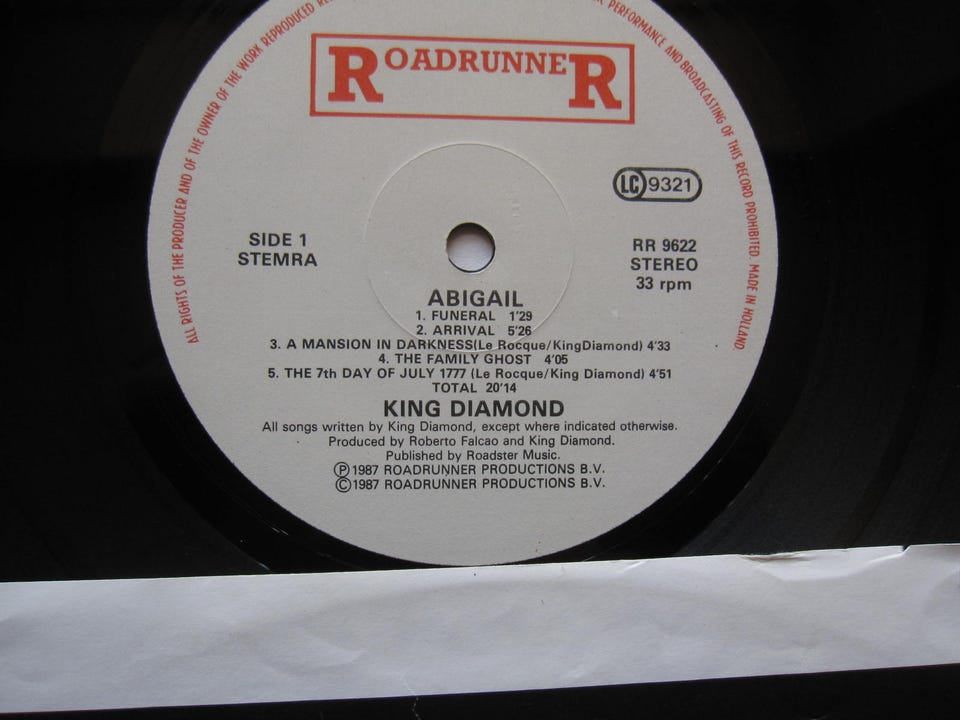 ALL RIGHTS OF THE PRODUCER AND OF THE OWNER OF THE WORK REPRODUCED
PERFORMANCE AND BROADCASTING OF THIS RECORD PROHIBITED. MADE IN HOLLAND.
ROADRUNNER
LC 9321
SIDE 1
STEMRA
RR 9622
STEREO
33 rpm
ABIGAIL
1. FUNERAL 1'29
2. ARRIVAL 5'26
3. A MANSION IN DARKNESS(Le Rocque/KingDiamond) 4'33
4. THE FAMILY GHOST 4'05
5. THE 7th DAY OF JULY 1777 (Le Rocque/King Diamond) 4'51
TOTAL 20'14
KING DIAMOND
All songs written by King Diamond, except where indicated otherwise.
Produced by Roberto Falcao and King Diamond.
Published by Roadster Music.
Ⓟ1987 ROADRUNNER PRODUCTIONS B.V.
Ⓒ1987 ROADRUNNER PRODUCTIONS B.V.